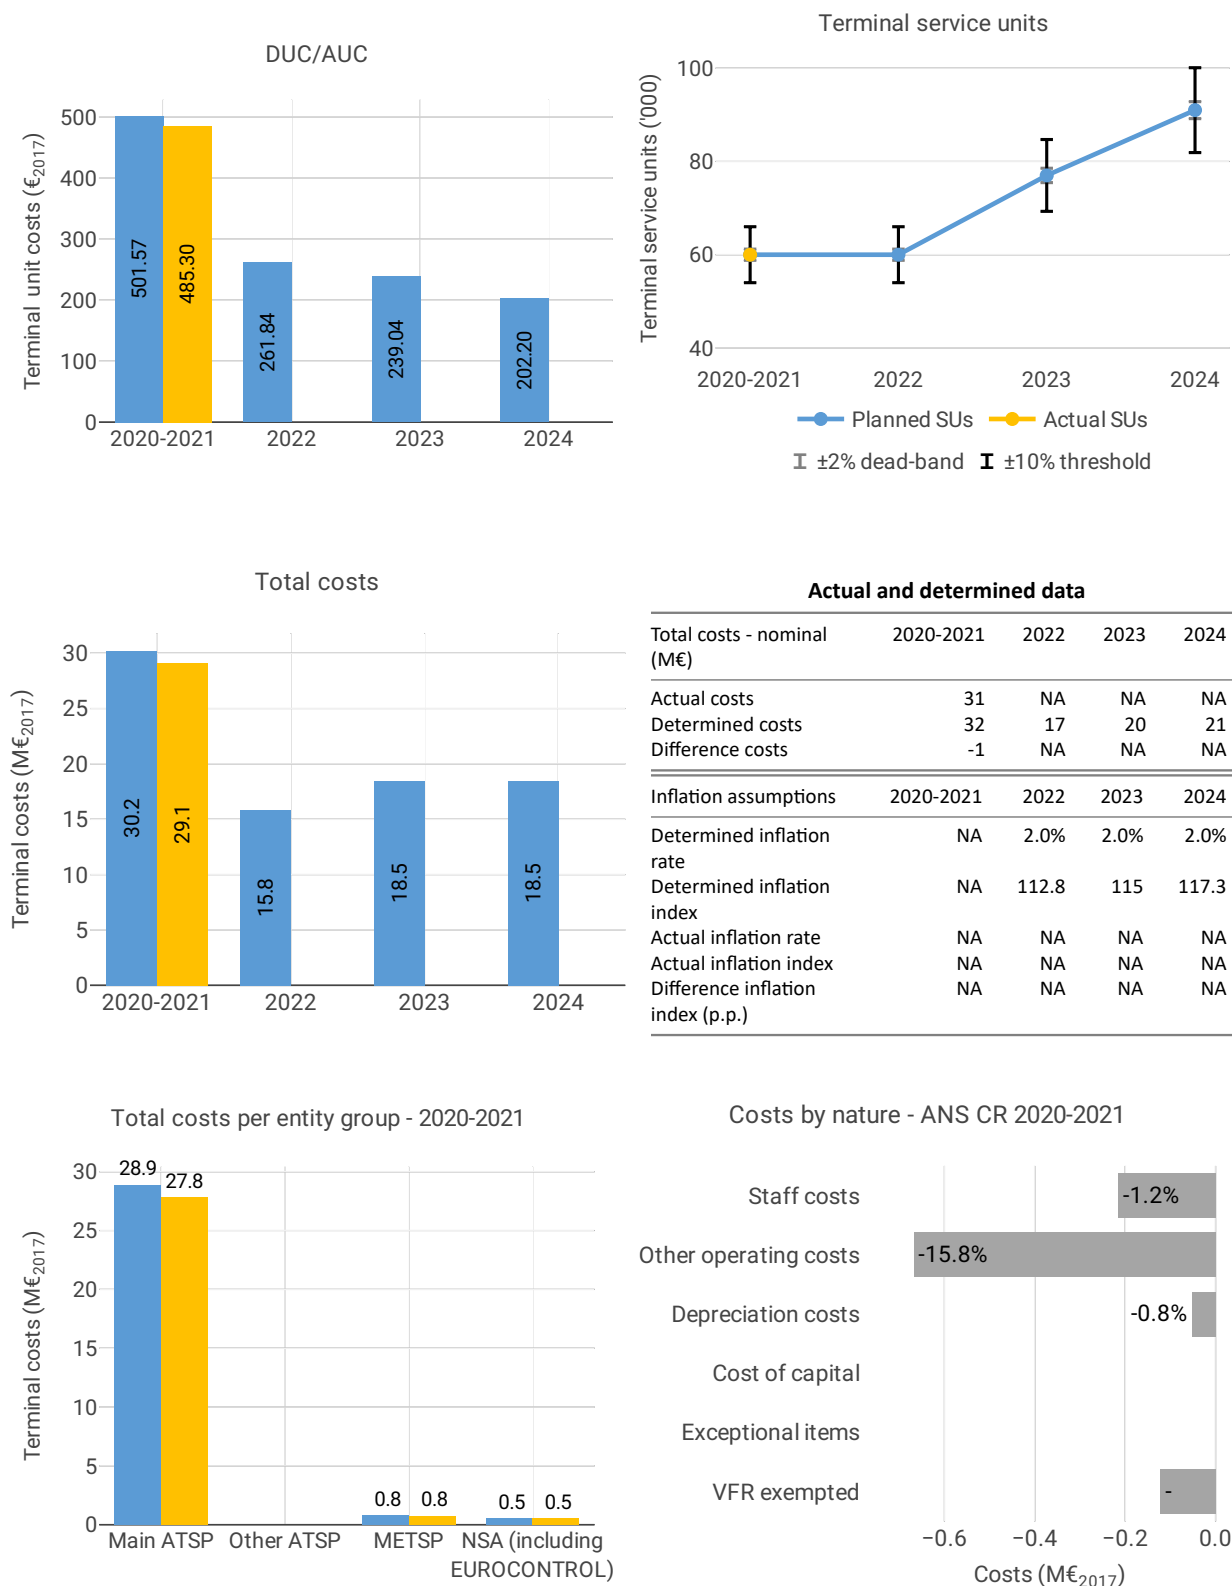 DUC/AUC
Terminal unit costs (€2017)
500
400
300
200
100
0
501.57
485.30
261.84
239.04
202.20
2020-2021
2022
2023
2024
Terminal service units
Terminal service units ('000)
100
80
60
40
2020-2021
2022
2023
2024
Planned SUs
Actual SUs
±2% dead-band
±10% threshold
Total costs
Terminal costs (M€2017)
30
25
20
15
10
5
0
30.2
29.1
15.8
18.5
18.5
2020-2021
2022
2023
2024
Actual and determined data
Total costs - nominal 2020-2021 2022 2023 2024
(M€)
Actual costs 31 NA NA NA
Determined costs 32 17 20 21
Difference costs -1 NA NA NA
Inflation assumptions 2020-2021 2022 2023 2024
Determined inflation NA 2.0% 2.0% 2.0%
rate
Determined inflation NA 112.8 115 117.3
index
Actual inflation rate NA NA NA NA
Actual inflation index NA NA NA NA
Difference inflation NA NA NA NA
index (p.p.)
Total costs per entity group - 2020-2021
Terminal costs (M€2017)
30
25
20
15
10
5
0
28.9
27.8
0.8
0.8
0.5
0.5
Main ATSP
Other ATSP
METSP
NSA (including
EUROCONTROL)
Costs by nature - ANS CR 2020-2021
Staff costs
-1.2%
Other operating costs
-15.8%
Depreciation costs
-0.8%
Cost of capital
Exceptional items
VFR exempted
-
−0.6
−0.4
−0.2
0.0
Costs (M€2017)